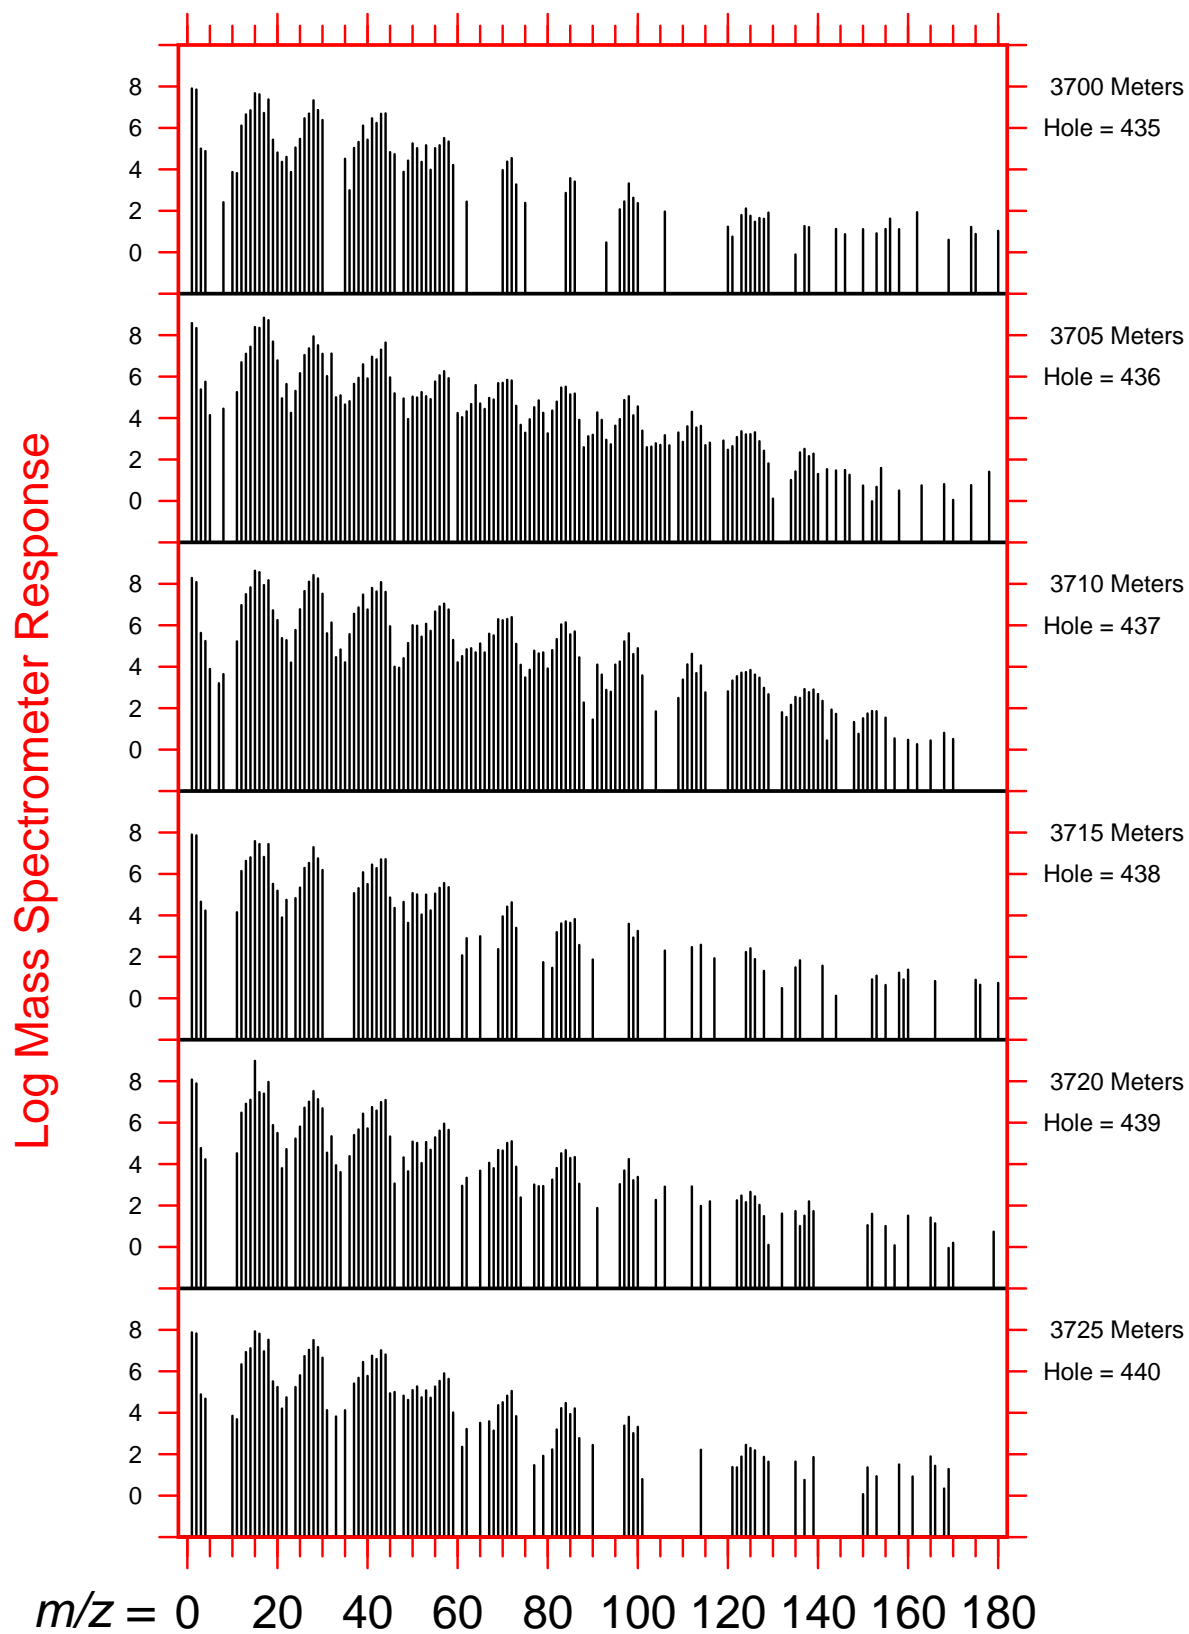 Log Mass Spectrometer Response
8
6
4
2
0
3700 Meters
Hole = 435
8
6
4
2
0
3705 Meters
Hole = 436
8
6
4
2
0
3710 Meters
Hole = 437
8
6
4
2
0
3715 Meters
Hole = 438
8
6
4
2
0
3720 Meters
Hole = 439
8
6
4
2
0
3725 Meters
Hole = 440
m/z = 0 20 40 60 80 100 120 140 160 180